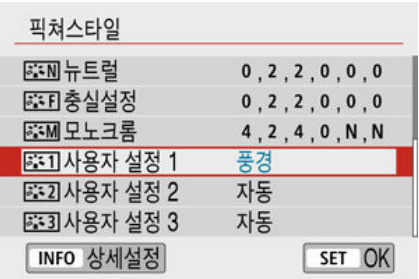 픽쳐스타일
N 뉴트럴 0,2,2,0,0,0
F 충실설정 0,2,2,0,0,0
M 모노크롬 4,2,4,0,N,N
1 사용자 설정 1 풍경
2 사용자 설정 2 자동
3 사용자 설정 3 자동
INFO 상세설정 SET OK